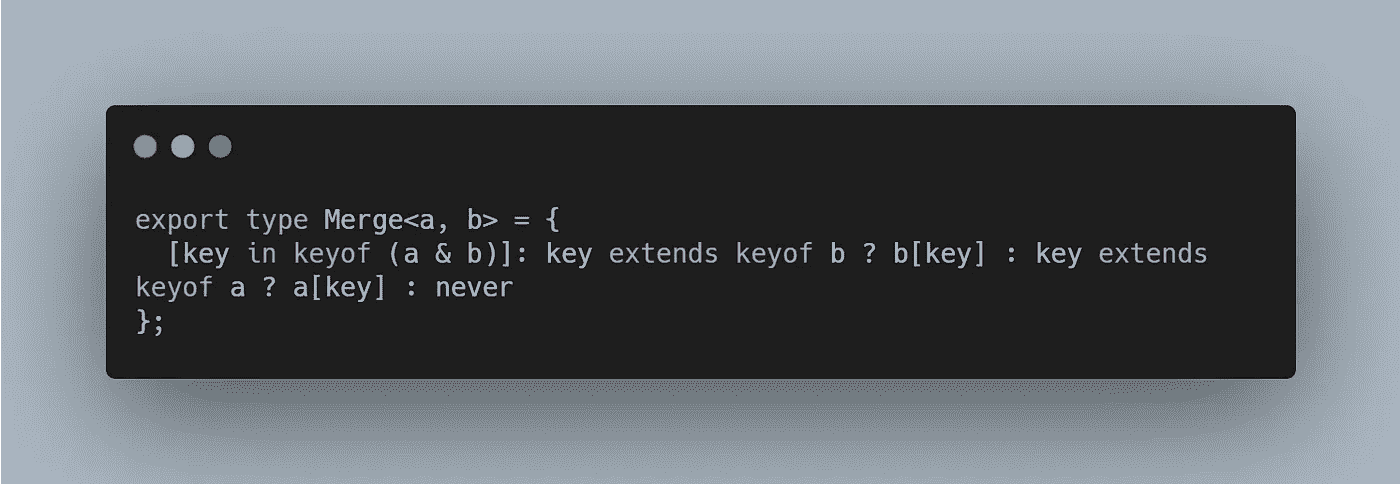 export type Merge<a, b> = {
  [key in keyof (a & b)]: key extends keyof b ? b[key] : key extends
keyof a ? a[key] : never
};